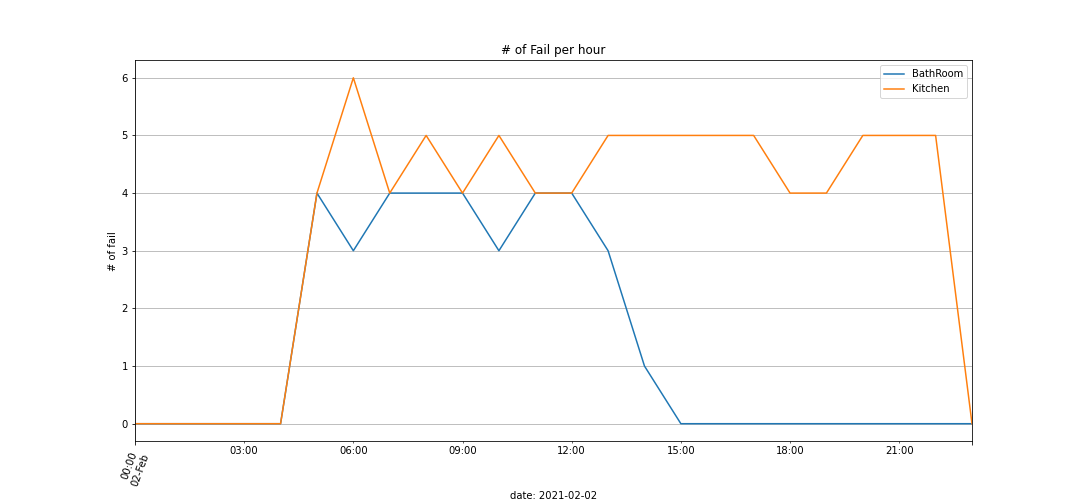 # of Fail per hour
BathRoom
Kitchen
# of fail
6
5
4
3
2
1
0
00:00
02-Feb
03:00
06:00
09:00
12:00
15:00
18:00
21:00
date: 2021-02-02